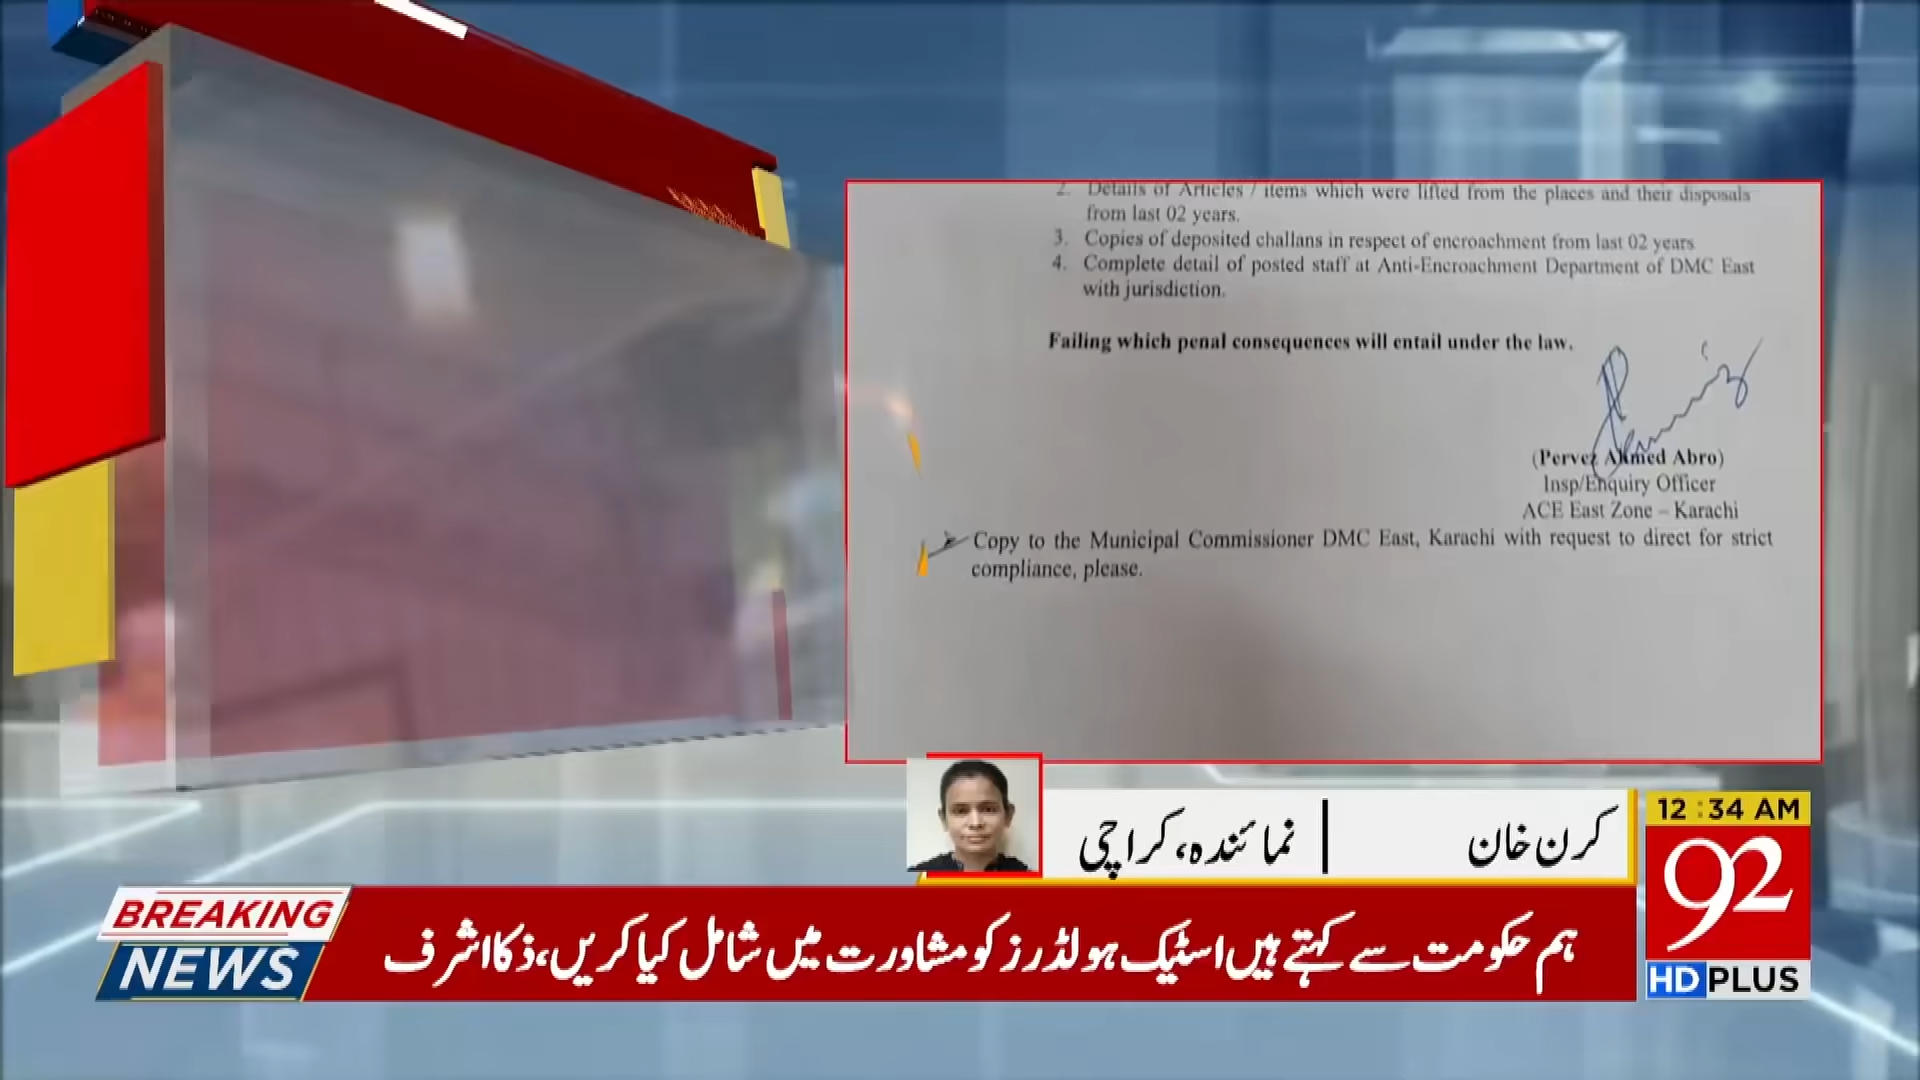 2. Details of Articles / items which were lifted from the places and their disposals
from last 02 years.
3. Copies of deposited challans in respect of encroachment from last 02 years
4. Complete detail of posted staff at Anti-Encroachment Department of DMC East
with jurisdiction.
Failing which penal consequences will entail under the law.
(Pervez Ahmed Abro)
Insp/Enquiry Officer
ACE East Zone – Karachi
➤ Copy to the Municipal Commissioner DMC East, Karachi with request to direct for strict
compliance, please.
کرن خان | نمائندہ، کراچی
12:34 AM
92
HD PLUS
BREAKING
NEWS
ہم حکومت سے کہتے ہیں اسٹیک ہولڈرز کو مشاورت میں شامل کیا کریں، ذکا اشرف